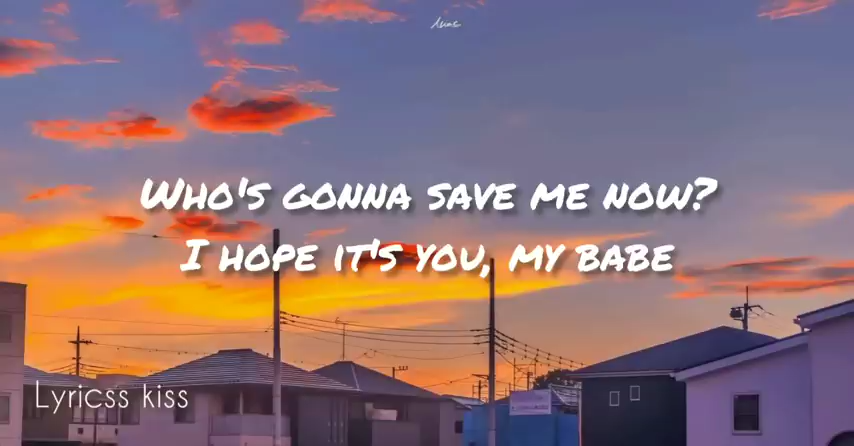 WHO'S GONNA SAVE ME NOW?
I HOPE IT'S YOU, MY BABE
Lyricss kiss